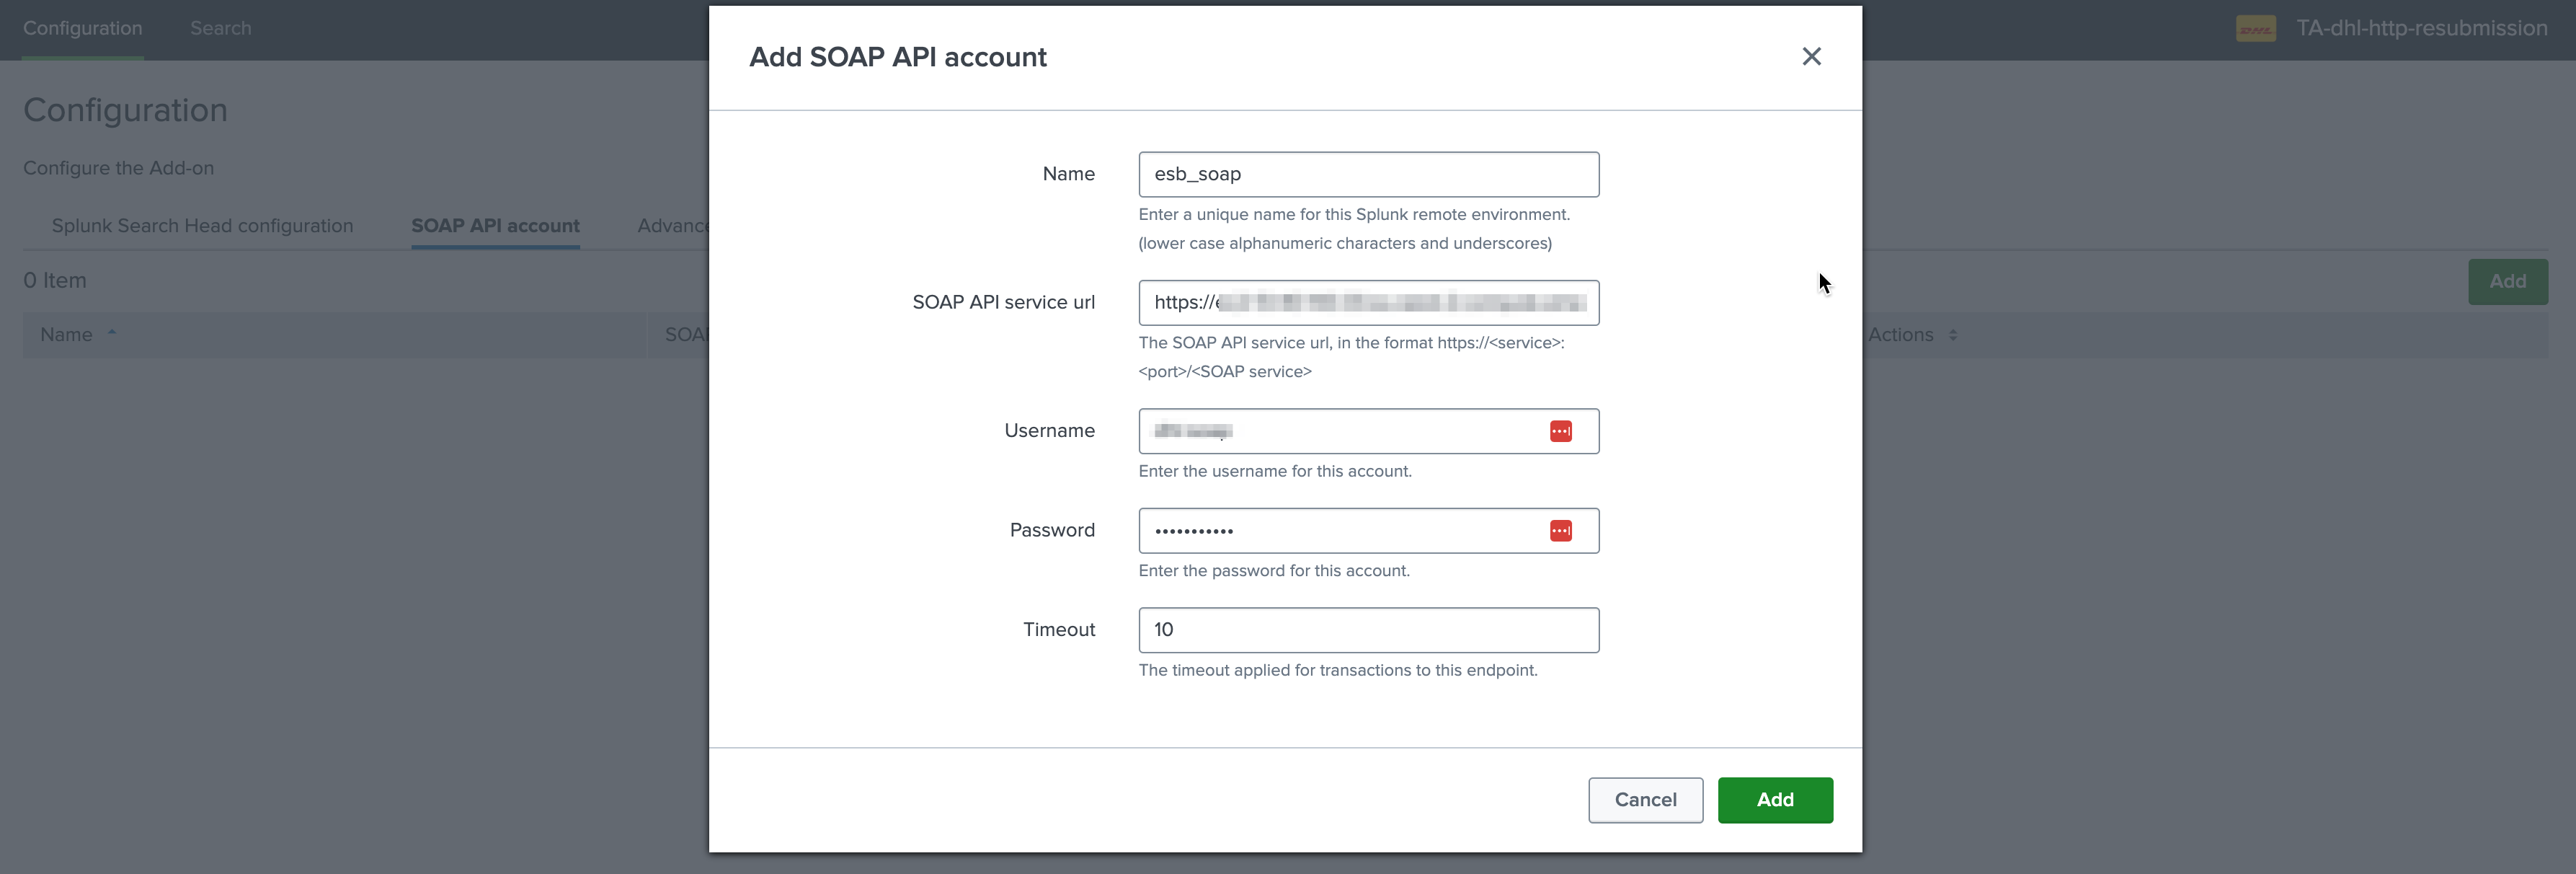 Configuration
Search
DHL
TA-dhl-http-resubmission
Configuration
Configure the Add-on
Splunk Search Head configuration
SOAP API account
0 Item
Add
Name
Actions
Add SOAP API account
Name
esb_soap
Enter a unique name for this Splunk remote environment.
(lower case alphanumeric characters and underscores)
SOAP API service url
https://
The SOAP API service url, in the format https://<service>:
<port>/<SOAP service>
Username
Enter the username for this account.
Password
•••••••••••
Enter the password for this account.
Timeout
10
The timeout applied for transactions to this endpoint.
Cancel
Add